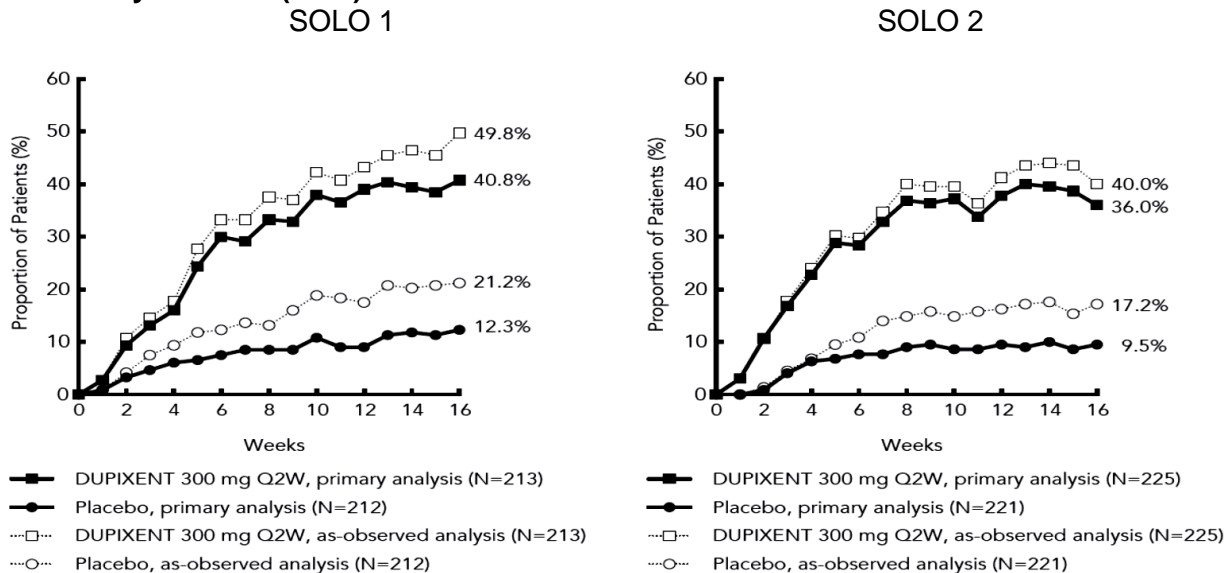 SOLO 1
60
50
40
30
20
10
0
Proportion of Patients (%)
49.8%
40.8%
21.2%
12.3%
0 2 4 6 8 10 12 14 16
Weeks
DUPIXENT 300 mg Q2W, primary analysis (N=213)
Placebo, primary analysis (N=212)
DUPIXENT 300 mg Q2W, as-observed analysis (N=213)
Placebo, as-observed analysis (N=212)
SOLO 2
60
50
40
30
20
10
0
Proportion of Patients (%)
40.0%
36.0%
17.2%
9.5%
0 2 4 6 8 10 12 14 16
Weeks
DUPIXENT 300 mg Q2W, primary analysis (N=225)
Placebo, primary analysis (N=221)
DUPIXENT 300 mg Q2W, as-observed analysis (N=225)
Placebo, as-observed analysis (N=221)